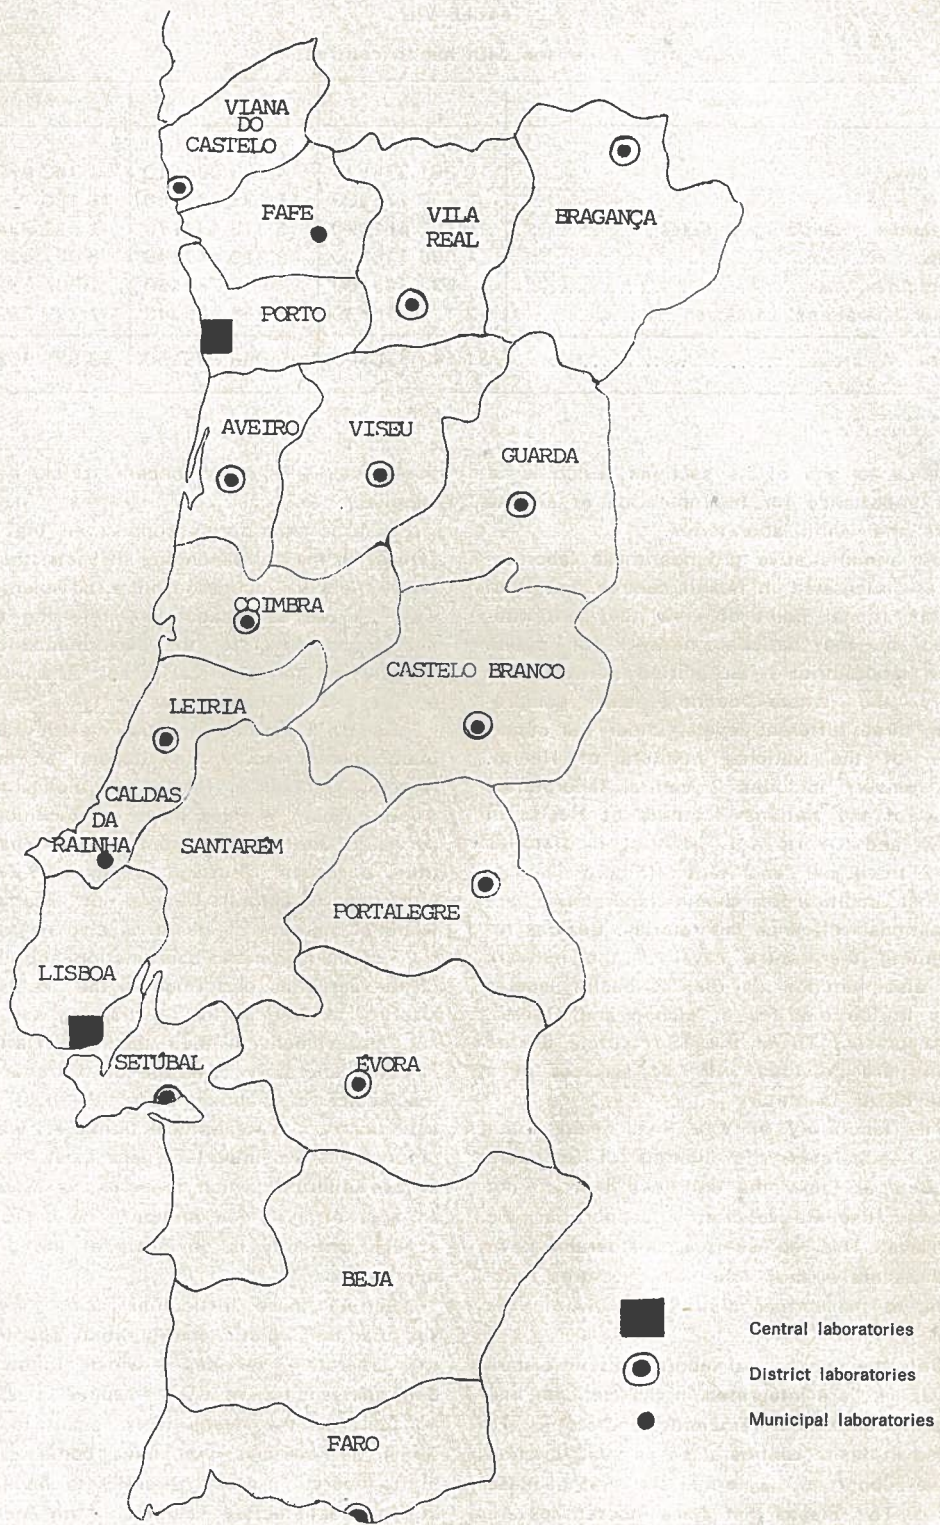 VIANA
DO
CASTELO
FAFE
VILA
REAL
BRAGANÇA
PORTO
AVEIRO
VISEU
GUARDA
COIMBRA
CASTELO BRANCO
LEIRIA
CALDAS
DA
RAINHA
SANTARÉM
PORTALEGRE
LISBOA
SETÚBAL
ÉVORA
BEJA
FARO
Central laboratories
District laboratories
Municipal laboratories